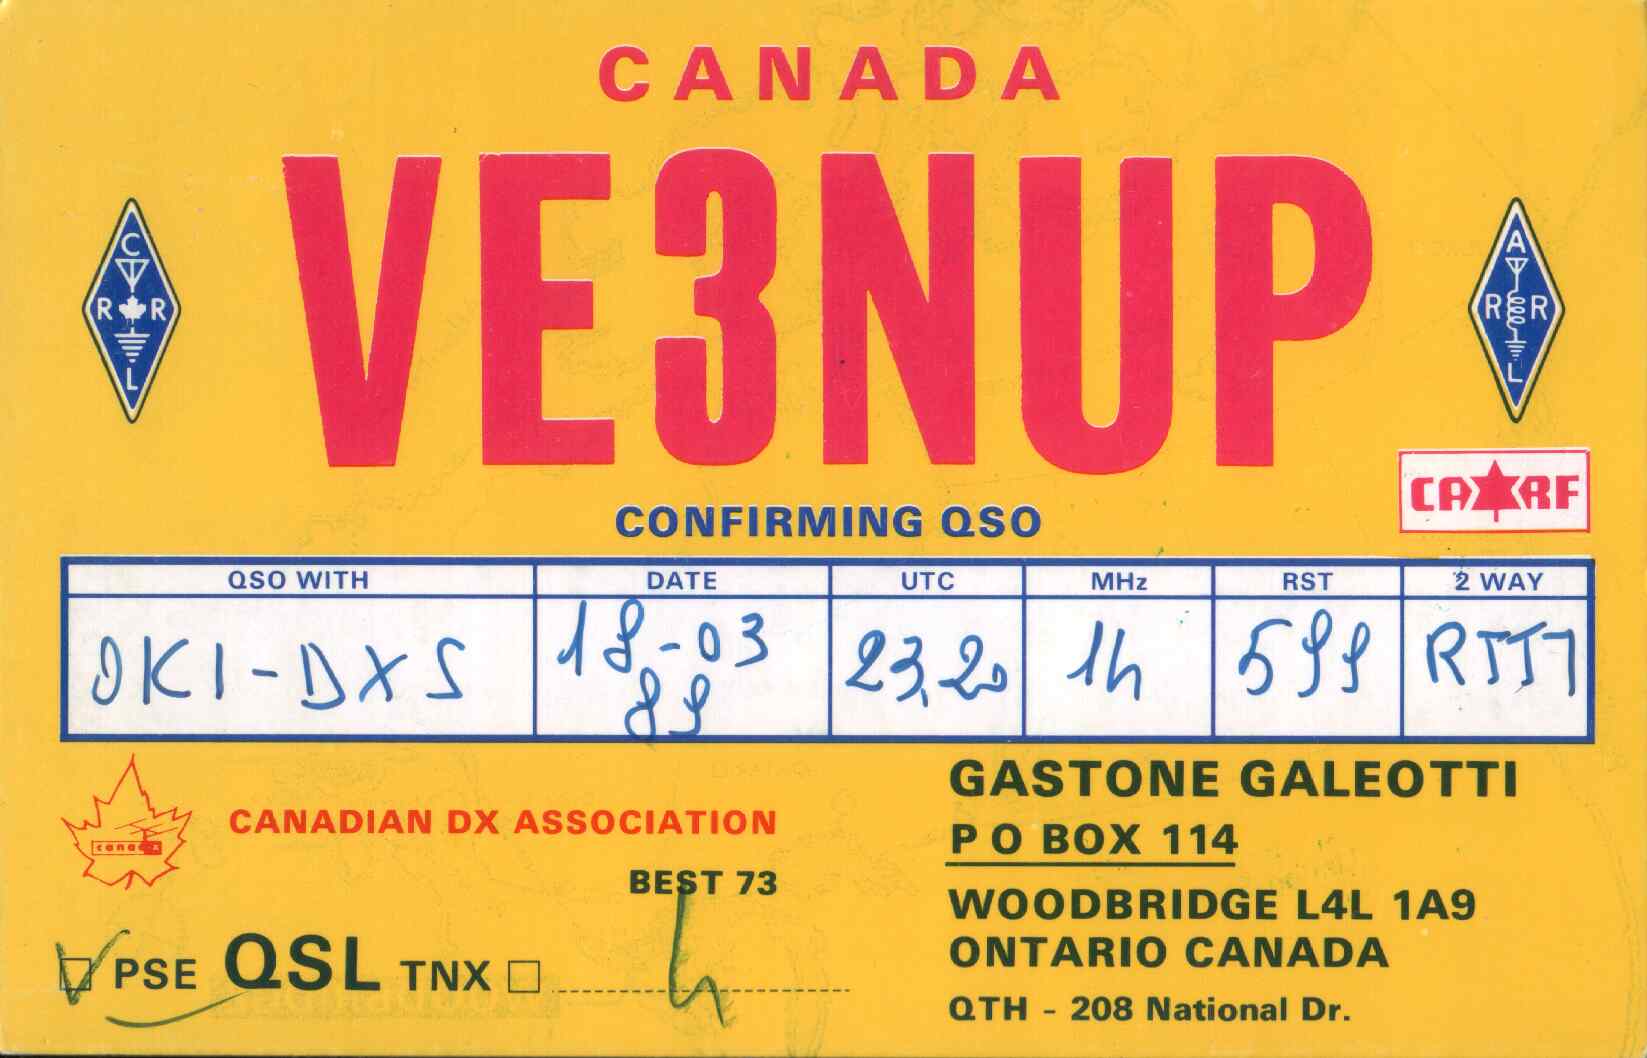 CANADA
VE3NUP
C R R L
A R R L
CARF
CONFIRMING QSO
QSO WITH DATE UTC MHz RST 2 WAY
OK1-DXS 18-03 89 23,20 14 599 RTTY
GASTONE GALEOTTI
CANADIAN DX ASSOCIATION
canadx
P O BOX 114
BEST 73
WOODBRIDGE L4L 1A9
ONTARIO CANADA
PSE QSL TNX
QTH - 208 National Dr.